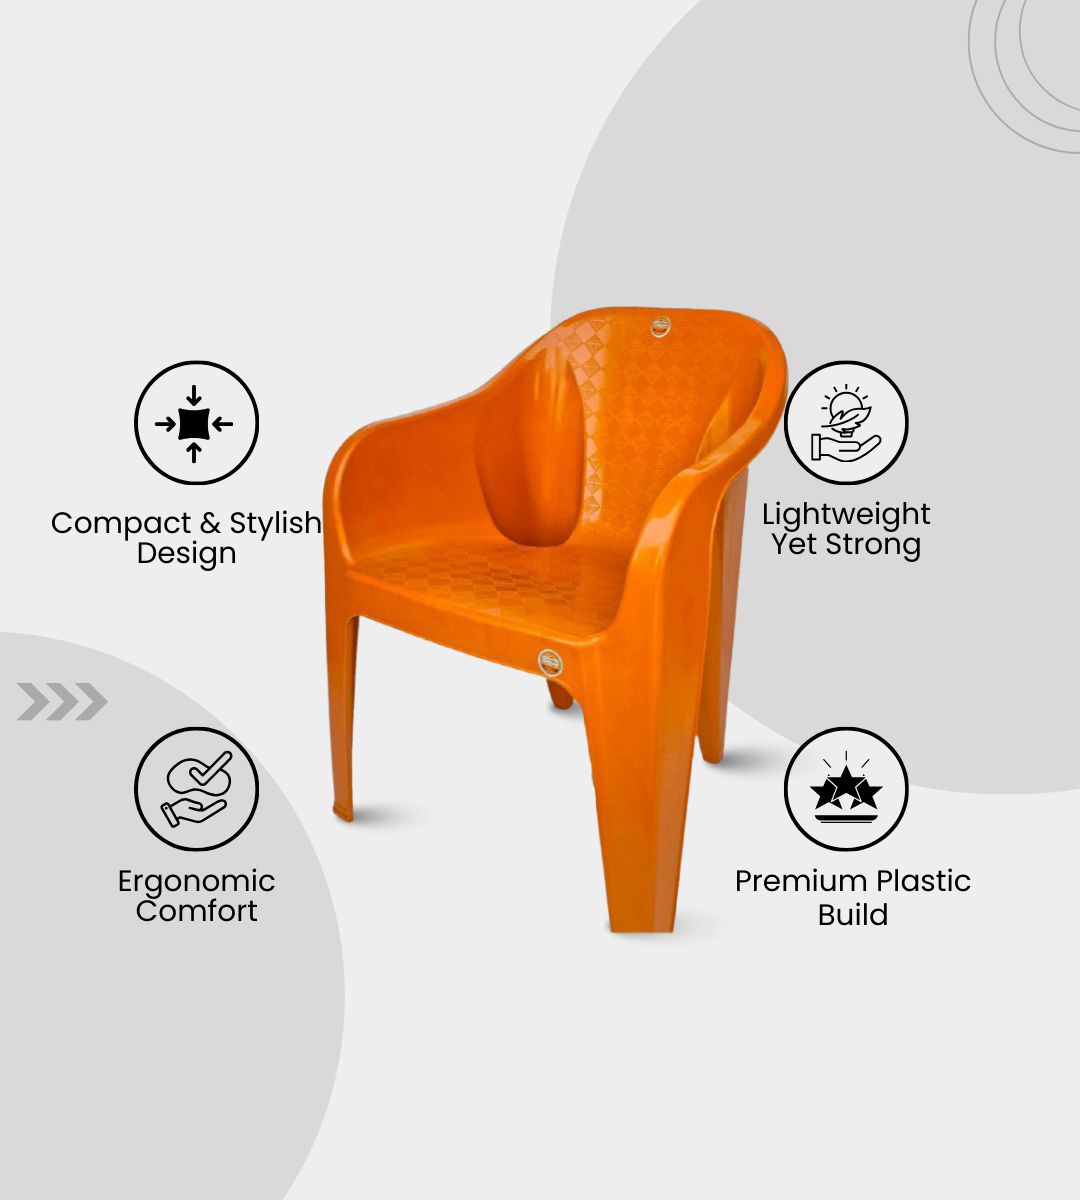 Compact & Stylish
Design
Lightweight
Yet Strong
Ergonomic
Comfort
Premium Plastic
Build